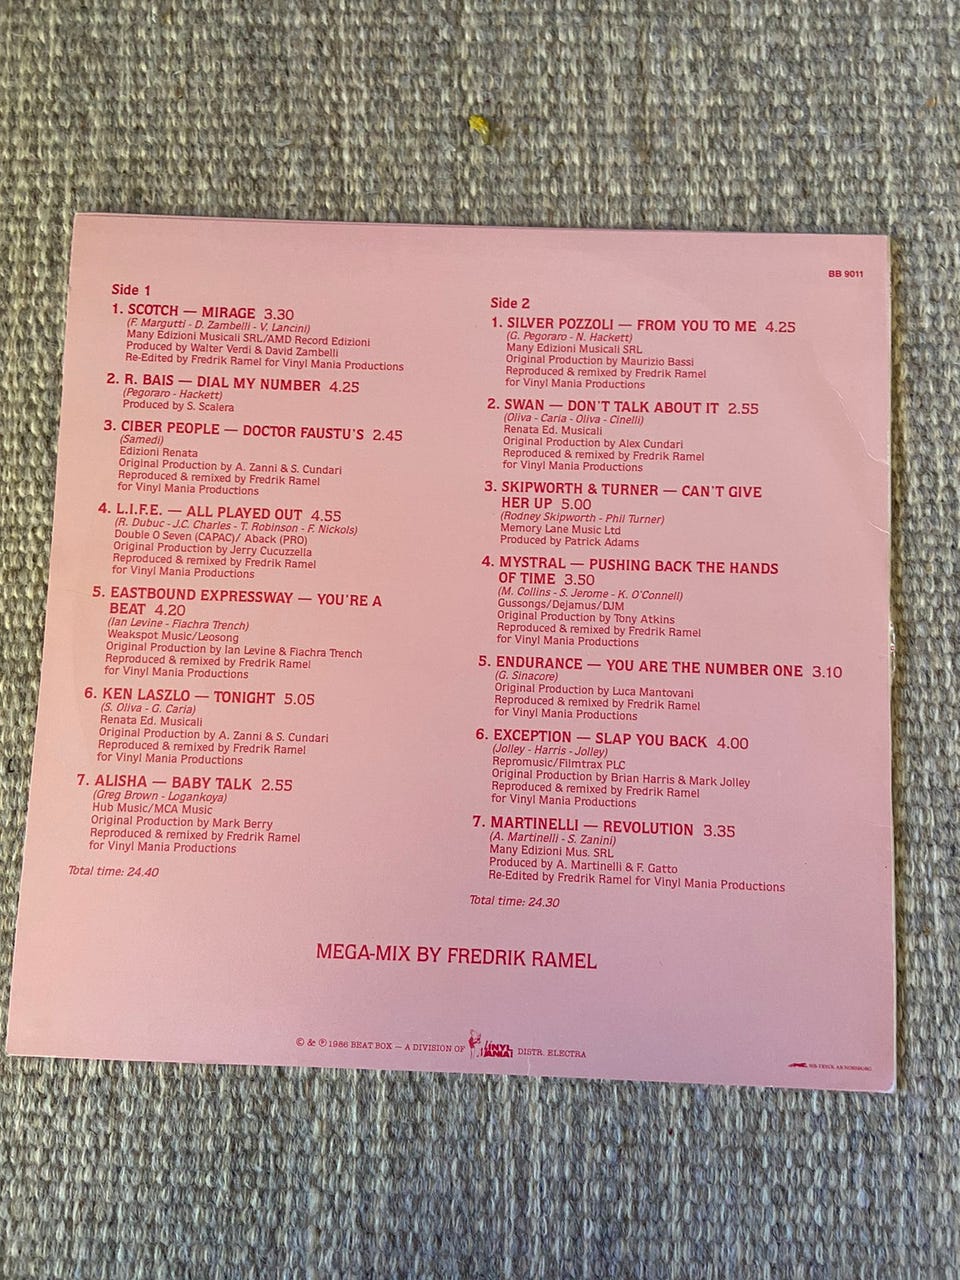 BB 9011
Side 1
1. SCOTCH — MIRAGE 3.30
(F. Margutti - D. Zambelli - V. Lancini)
Many Edizioni Musicali SRL/AMD Record Edizioni
Produced by Walter Verdi & David Zambelli
Re-Edited by Fredrik Ramel for Vinyl Mania Productions
2. R. BAIS — DIAL MY NUMBER 4.25
(Pegoraro - Hackett)
Produced by S. Scalera
3. CIBER PEOPLE — DOCTOR FAUSTU'S 2.45
(Samedi)
Edizioni Renata
Original Production by A. Zanni & S. Cundari
Reproduced & remixed by Fredrik Ramel
for Vinyl Mania Productions
4. L.I.F.E. — ALL PLAYED OUT 4.55
(R. Dubuc - J.C. Charles - T. Robinson - F. Nickols)
Double O Seven (CAPAC)/ Aback (PRO)
Original Production by Jerry Cucuzzella
Reproduced & remixed by Fredrik Ramel
for Vinyl Mania Productions
5. EASTBOUND EXPRESSWAY — YOU'RE A
BEAT 4.20
(Ian Levine - Fiachra Trench)
Weakspot Music/Leosong
Original Production by Ian Levine & Fiachra Trench
Reproduced & remixed by Fredrik Ramel
for Vinyl Mania Productions
6. KEN LASZLO — TONIGHT 5.05
(S. Oliva - G. Caria)
Renata Ed. Musicali
Original Production by A. Zanni & S. Cundari
Reproduced & remixed by Fredrik Ramel
for Vinyl Mania Productions
7. ALISHA — BABY TALK 2.55
(Greg Brown - Logankoya)
Hub Music/MCA Music
Original Production by Mark Berry
Reproduced & remixed by Fredrik Ramel
for Vinyl Mania Productions
Total time: 24.40
Side 2
1. SILVER POZZOLI — FROM YOU TO ME 4.25
(G. Pegoraro - N. Hackett)
Many Edizioni Musicali SRL
Original Production by Maurizio Bassi
Reproduced & remixed by Fredrik Ramel
for Vinyl Mania Productions
2. SWAN — DON'T TALK ABOUT IT 2.55
(Oliva - Caria - Oliva - Cinelli)
Renata Ed. Musicali
Original Production by Alex Cundari
Reproduced & remixed by Fredrik Ramel
for Vinyl Mania Productions
3. SKIPWORTH & TURNER — CAN'T GIVE
HER UP 5.00
(Rodney Skipworth - Phil Turner)
Memory Lane Music Ltd
Produced by Patrick Adams
4. MYSTRAL — PUSHING BACK THE HANDS
OF TIME 3.50
(M. Collins - S. Jerome - K. O'Connell)
Gussongs/Dejamus/DJM
Original Production by Tony Atkins
Reproduced & remixed by Fredrik Ramel
for Vinyl Mania Productions
5. ENDURANCE — YOU ARE THE NUMBER ONE 3.10
(G. Sinacore)
Original Production by Luca Mantovani
Reproduced & remixed by Fredrik Ramel
for Vinyl Mania Productions
6. EXCEPTION — SLAP YOU BACK 4.00
(Jolley - Harris - Jolley)
Repromusic/Filmtrax PLC
Original Production by Brian Harris & Mark Jolley
Reproduced & remixed by Fredrik Ramel
for Vinyl Mania Productions
7. MARTINELLI — REVOLUTION 3.35
(A. Martinelli - S. Zanini)
Many Edizioni Mus. SRL
Produced by A. Martinelli & F. Gatto
Re-Edited by Fredrik Ramel for Vinyl Mania Productions
Total time: 24.30
MEGA-MIX BY FREDRIK RAMEL
© & ℗ 1986 BEAT BOX — A DIVISION OF VINYL MANIA! DISTR. ELECTRA